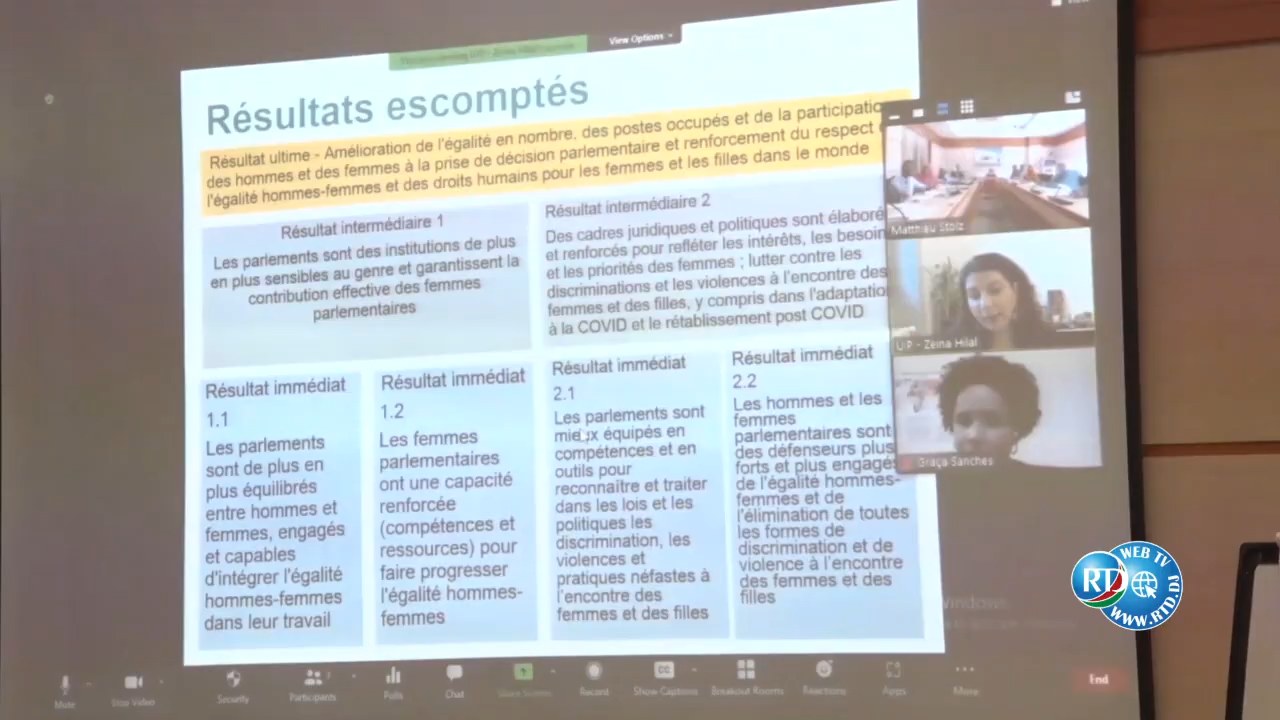 View Options
Résultats escomptés
Résultat ultime - Amélioration de l'égalité en nombre, des postes occupés et de la participatio
des hommes et des femmes à la prise de décision parlementaire et renforcement du respect
l'égalité hommes-femmes et des droits humains pour les femmes et les filles dans le monde
Résultat intermédiaire 1
Les parlements sont des institutions de plus
en plus sensibles au genre et garantissent la
contribution effective des femmes
parlementaires
Résultat intermédiaire 2
Des cadres juridiques et politiques sont élaboré
et renforcés pour refléter les intérêts, les besoin
et les priorités des femmes ; lutter contre les
discriminations et les violences à l'encontre des
femmes et des filles, y compris dans l'adaptatio
à la COVID et le rétablissement post COVID
Résultat immédiat
1.1
Les parlements
sont de plus en
plus équilibrés
entre hommes et
femmes, engagés
et capables
d'intégrer l'égalité
hommes-femmes
dans leur travail
Résultat immédiat
1.2
Les femmes
parlementaires
ont une capacité
renforcée
(compétences et
ressources) pour
faire progresser
l'égalité hommes-
femmes
Résultat immédiat
2.1
Les parlements sont
mieux équipés en
compétences et en
outils pour
reconnaître et traiter
dans les lois et les
politiques les
discrimination, les
violences et
pratiques néfastes à
l'encontre des
femmes et des filles
Résultat immédiat
2.2
Les hommes et les
femmes
parlementaires sont
des défenseurs plus
forts et plus engagés
de l'égalité hommes-
femmes et de
l'élimination de toutes
les formes de
discrimination et de
violence à l'encontre
des femmes et des
filles
Matthieu Stolz
UIP - Zeina Hilal
Graça Sanches
Mute
Stop Video
Security
Participants
Polls
Chat
Share Screen
Record
CC
Show Captions
Breakout Rooms
Reactions
Apps
More
End
WEB TV
RTD
WWW.RTD.DJ